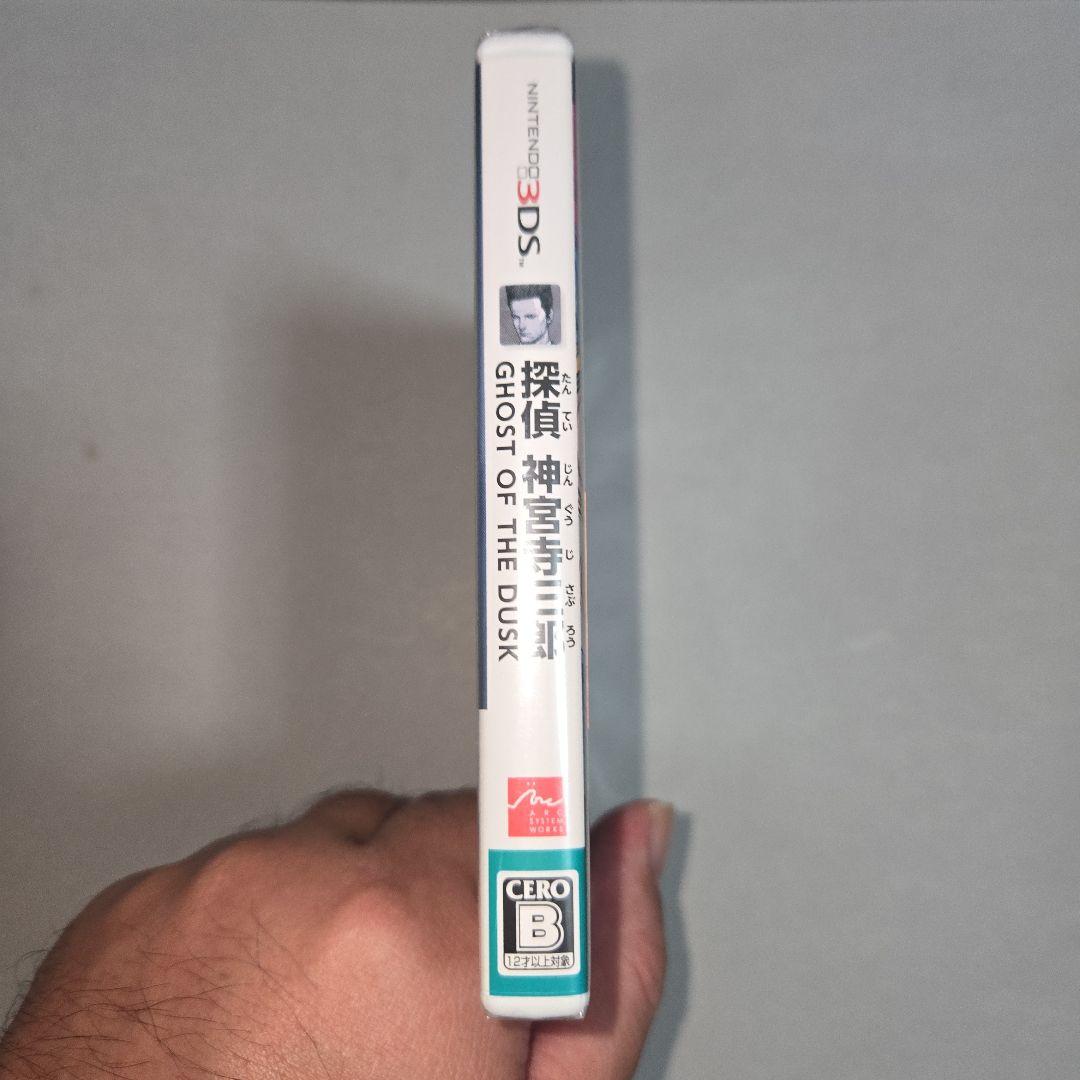 NINTENDO
3DS™
たん てい じん ぐう じ さぶ ろう
探偵 神宮寺三郎
GHOST OF THE DUSK
ARC
SYSTEM
WORKS
CERO
B
12才以上対象